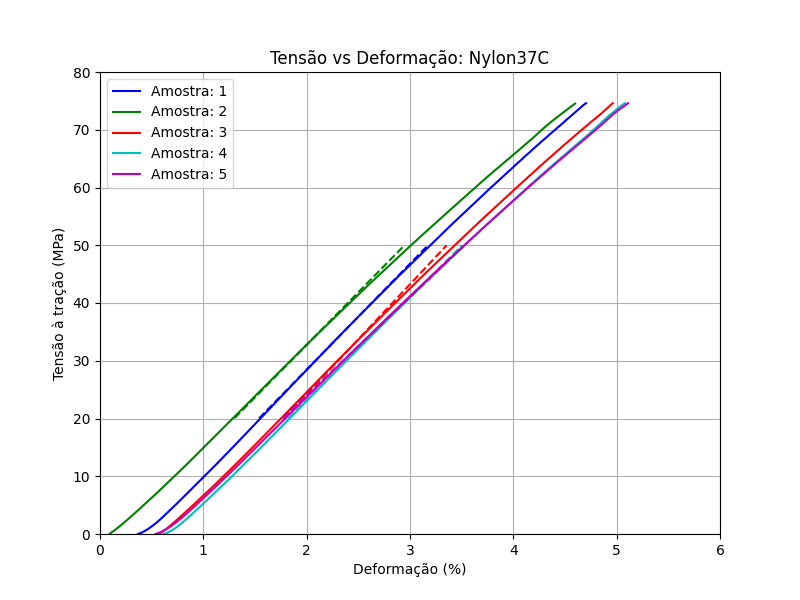 Tensão vs Deformação: Nylon37C
Amostra: 1
Amostra: 2
Amostra: 3
Amostra: 4
Amostra: 5
Tensão à tração (MPa)
80
70
60
50
40
30
20
10
0
0 1 2 3 4 5 6
Deformação (%)